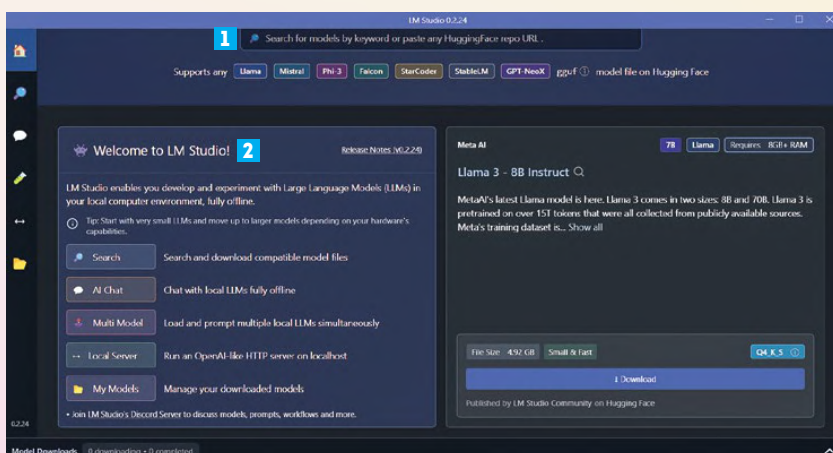 LM Studio 0.2.24
1
Search for models by keyword or paste any HuggingFace repo URL .
Supports any Llama Mistral Phi-3 Falcon StarCoder StableLM GPT-NeoX gguf model file on Hugging Face
Welcome to LM Studio! 2 Release Notes (v0.2.24)
LM Studio enables you develop and experiment with Large Language Models (LLMs) in
your local computer environment, fully offline.
Tip: Start with very small LLMs and move up to larger models depending on your hardware's
capabilities.
Search Search and download compatible model files
AI Chat Chat with local LLMs fully offline
Multi Model Load and prompt multiple local LLMs simultaneously
↔ Local Server Run an OpenAI-like HTTP server on localhost
My Models Manage your downloaded models
• Join LM Studio's Discord Server to discuss models, prompts, workflows and more.
Meta AI 7B Llama Requires 8GB+ RAM
Llama 3 - 8B Instruct
MetaAI's latest Llama model is here. Llama 3 comes in two sizes: 8B and 70B. Llama 3 is
pretrained on over 15T tokens that were all collected from publicly available sources.
Meta's training dataset is... Show all
File Size 4.92 GB Small & Fast Q4_K_S
Download
Published by LM Studio Community on Hugging Face
0.2.24
Model Downloads 0 downloading • 0 completed